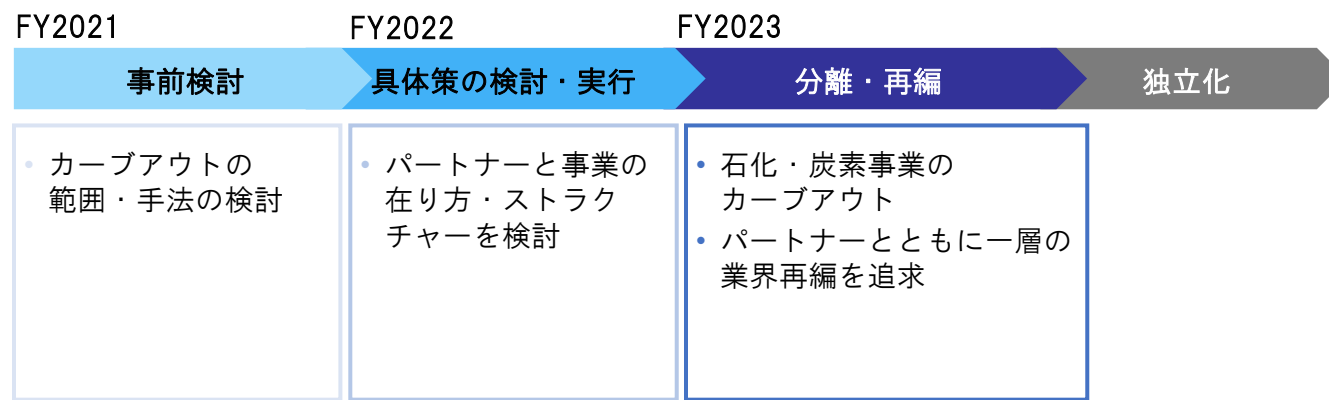 FY2021
FY2022
FY2023
事前検討
具体策の検討・実行
分離・再編
独立化
• カーブアウトの
範囲・手法の検討
• パートナーと事業の
在り方・ストラク
チャーを検討
• 石化・炭素事業の
カーブアウト
• パートナーとともに一層の
業界再編を追求